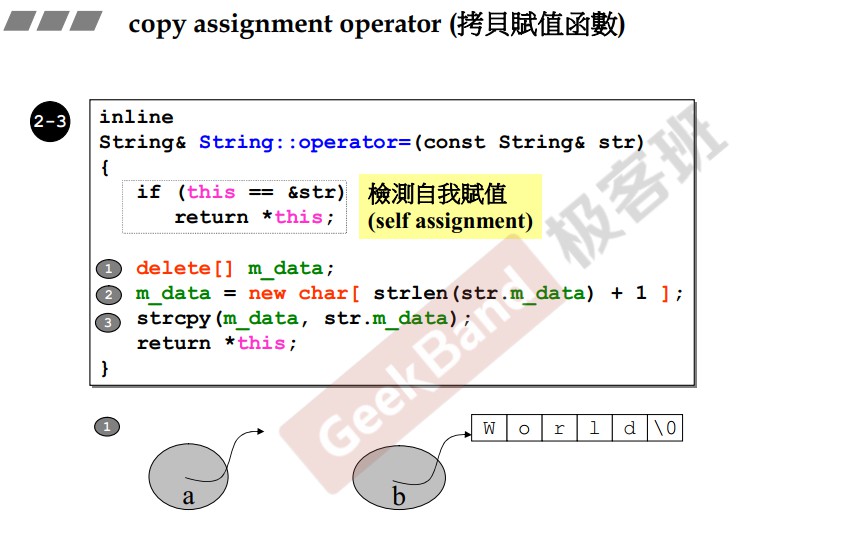 copy assignment operator (拷貝賦值函數)
2-3
inline
String& String::operator=(const String& str)
{
if (this == &str)
return *this;
檢測自我賦值
(self assignment)
1 delete[] m_data;
2 m_data = new char[ strlen(str.m_data) + 1 ];
3 strcpy(m_data, str.m_data);
return *this;
}
GeekBand 极客班
1
W o r l d \0
a
b